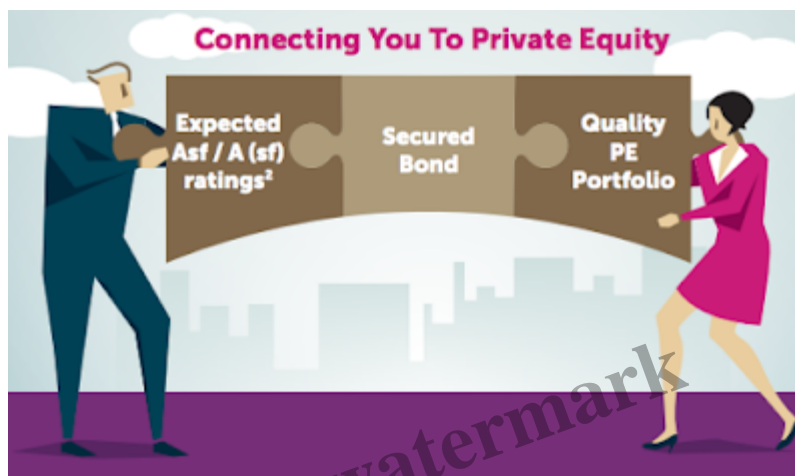 Connecting You To Private Equity
Expected
Asf / A (sf)
ratings²
Secured
Bond
Quality
PE
Portfolio
watermark